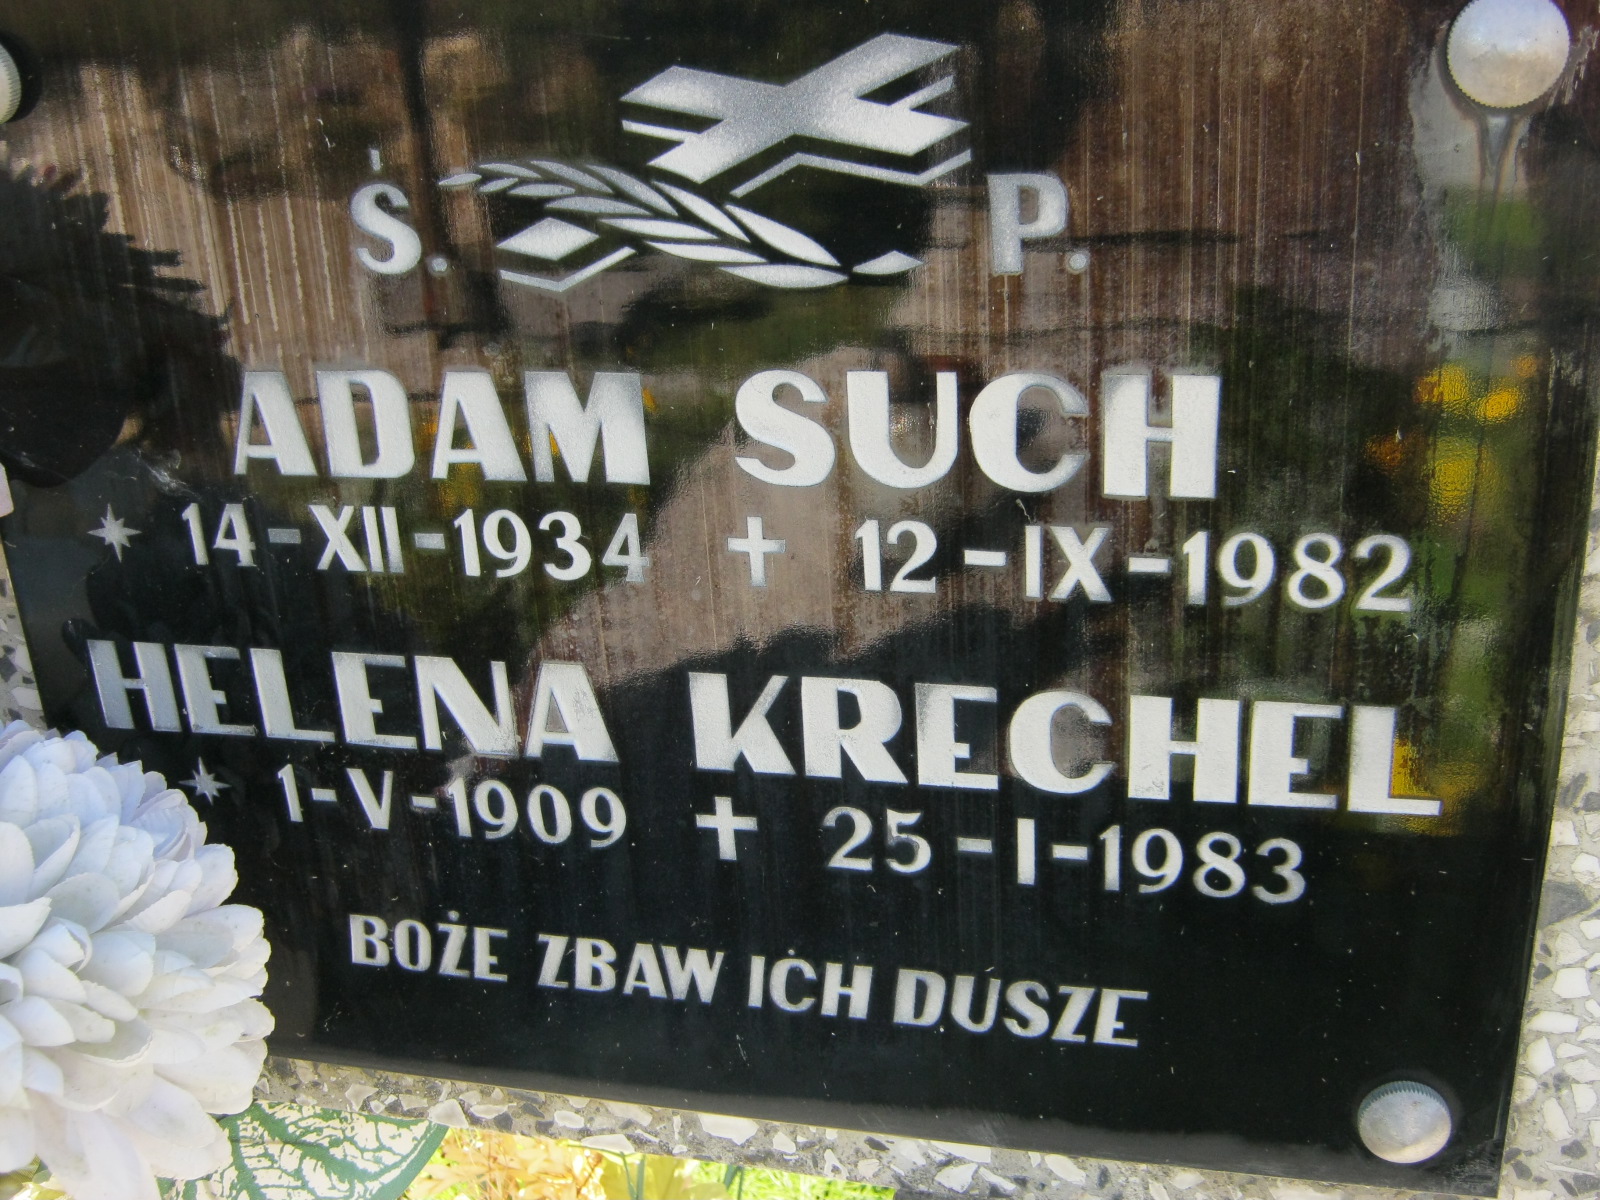 Ś. P.
ADAM SUCH
* 14-XII-1934 + 12-IX-1982
HELENA KRECHEL
* 1-V-1909 + 25-I-1983
BOŻE ZBAW ICH DUSZE